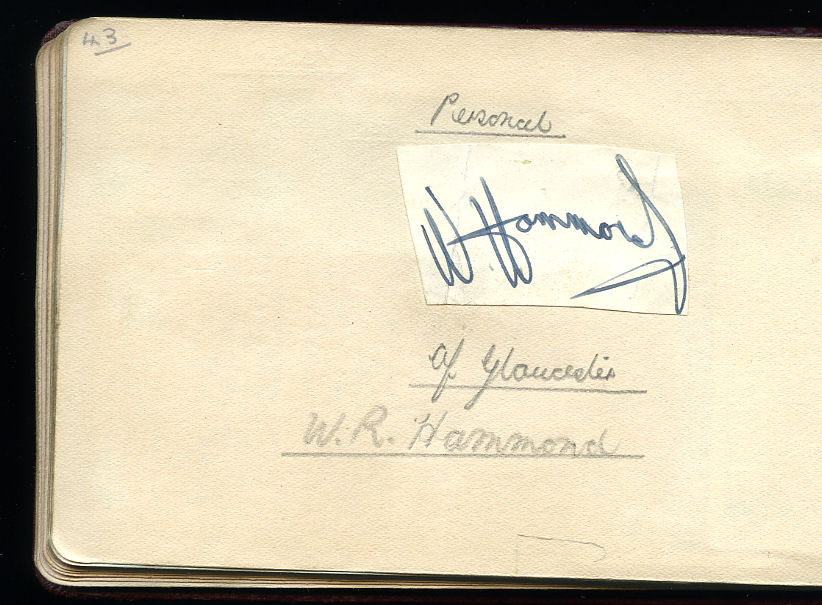 43
Personal
W. Hammond
of Gloucester
W. R. Hammond